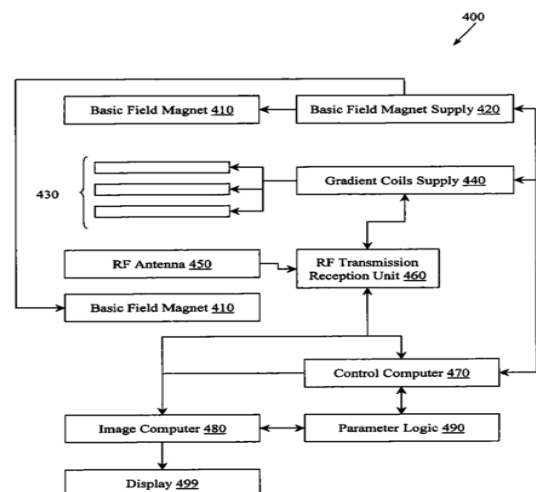 400
Basic Field Magnet 410
Basic Field Magnet Supply 420
430
Gradient Coils Supply 440
RF Antenna 450
RF Transmission
Reception Unit 460
Basic Field Magnet 410
Control Computer 470
Image Computer 480
Parameter Logic 490
Display 499